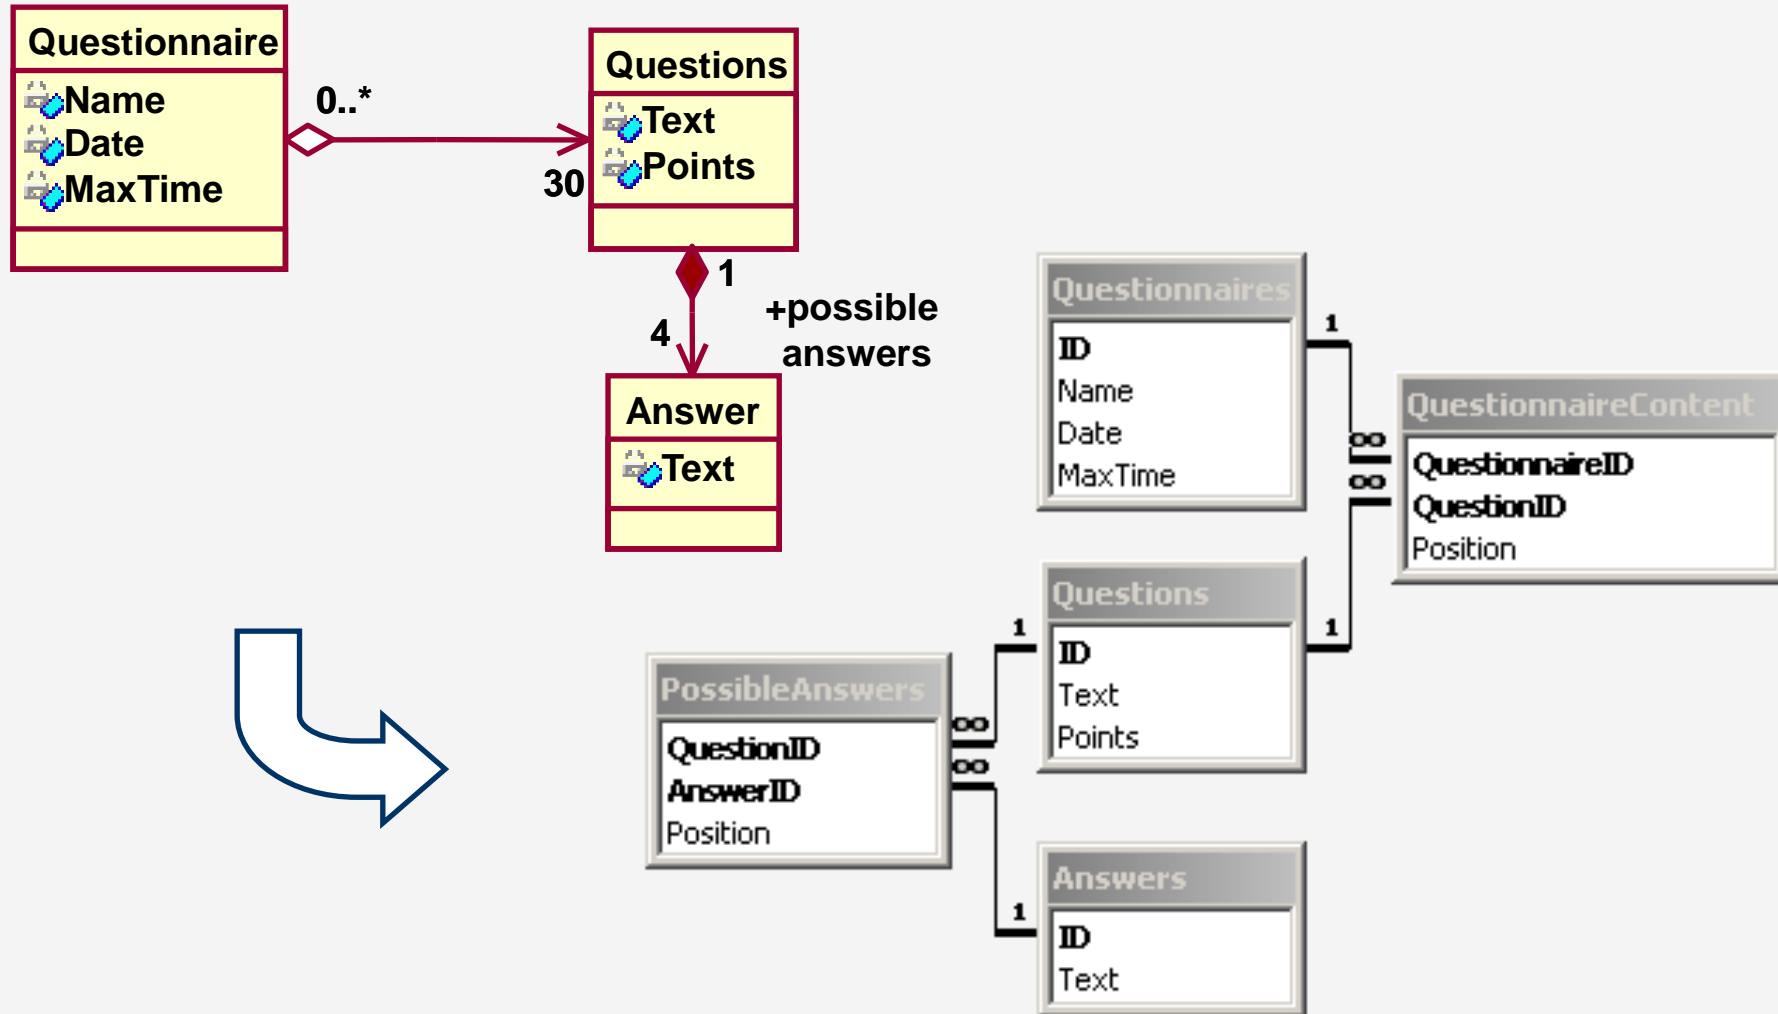 Questionnaire
Name
Date
MaxTime
0..*
30
Questions
Text
Points
1
4
+possible
answers
Answer
Text
Questionnaires
ID
Name
Date
MaxTime
1
∞
∞
QuestionnaireContent
QuestionnaireID
QuestionID
Position
Questions
ID
Text
Points
1
1
PossibleAnswers
QuestionID
AnswerID
Position
∞
∞
Answers
ID
Text
1